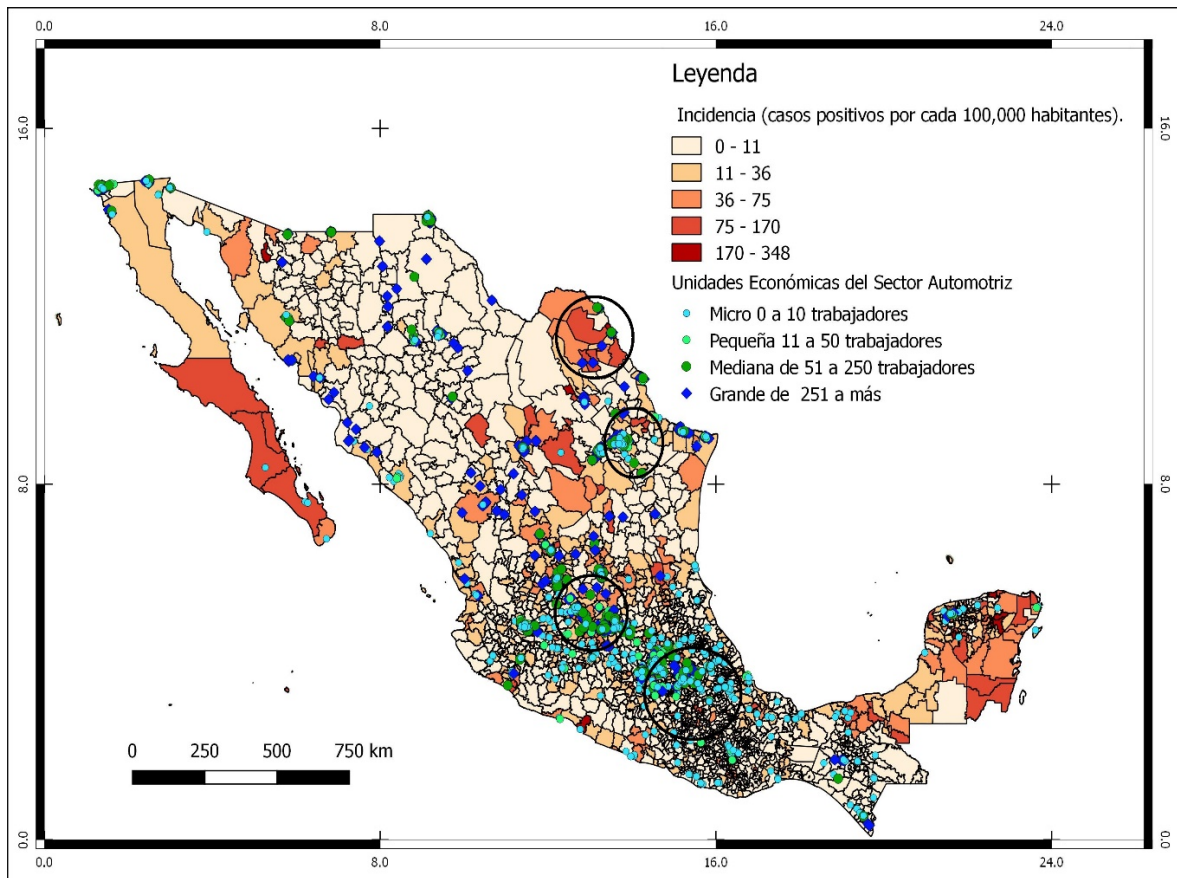 0.0 8.0 16.0 24.0
16.0 16.0
Leyenda
Incidencia (casos positivos por cada 100,000 habitantes).
0 - 11
11 - 36
36 - 75
75 - 170
170 - 348
Unidades Económicas del Sector Automotriz
Micro 0 a 10 trabajadores
Pequeña 11 a 50 trabajadores
Mediana de 51 a 250 trabajadores
Grande de 251 a más
8.0 8.0
0 250 500 750 km
0.0 0.0
0.0 8.0 16.0 24.0